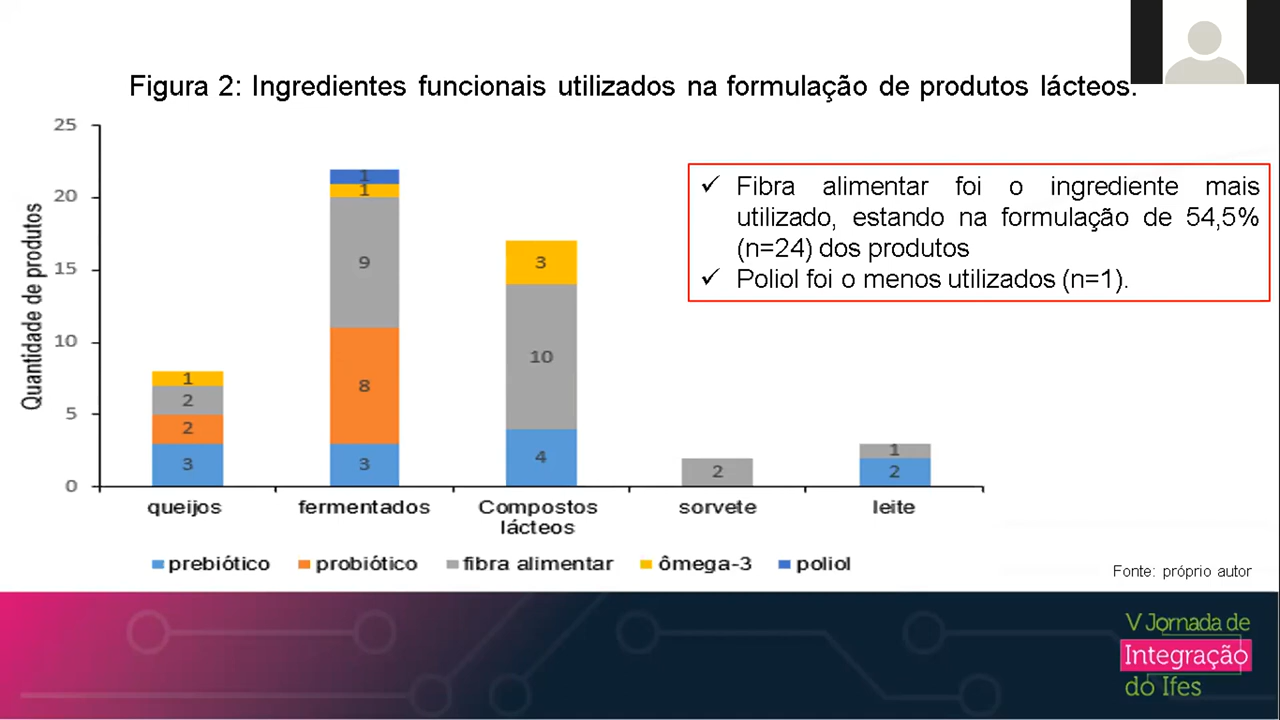 Figura 2: Ingredientes funcionais utilizados na formulação de produtos lácteos.
Quantidade de produtos
25
20
15
10
5
0
1
2
2
3
1
1
9
8
3
3
10
4
2
1
2
queijos
fermentados
Compostos
lácteos
sorvete
leite
prebiótico
probiótico
fibra alimentar
ômega-3
poliol
✓ Fibra alimentar foi o ingrediente mais
utilizado, estando na formulação de 54,5%
(n=24) dos produtos
✓ Poliol foi o menos utilizados (n=1).
Fonte: próprio autor
V Jornada de
Integração
do Ifes